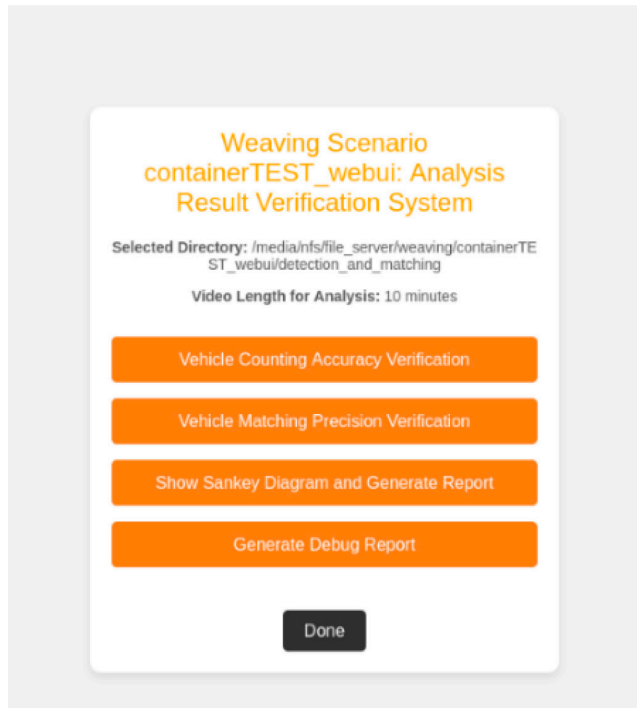 Weaving Scenario
containerTEST_webui: Analysis
Result Verification System
Selected Directory: /media/nfs/file_server/weaving/containerTE
ST_webui/detection_and_matching
Video Length for Analysis: 10 minutes
Vehicle Counting Accuracy Verification
Vehicle Matching Precision Verification
Show Sankey Diagram and Generate Report
Generate Debug Report
Done